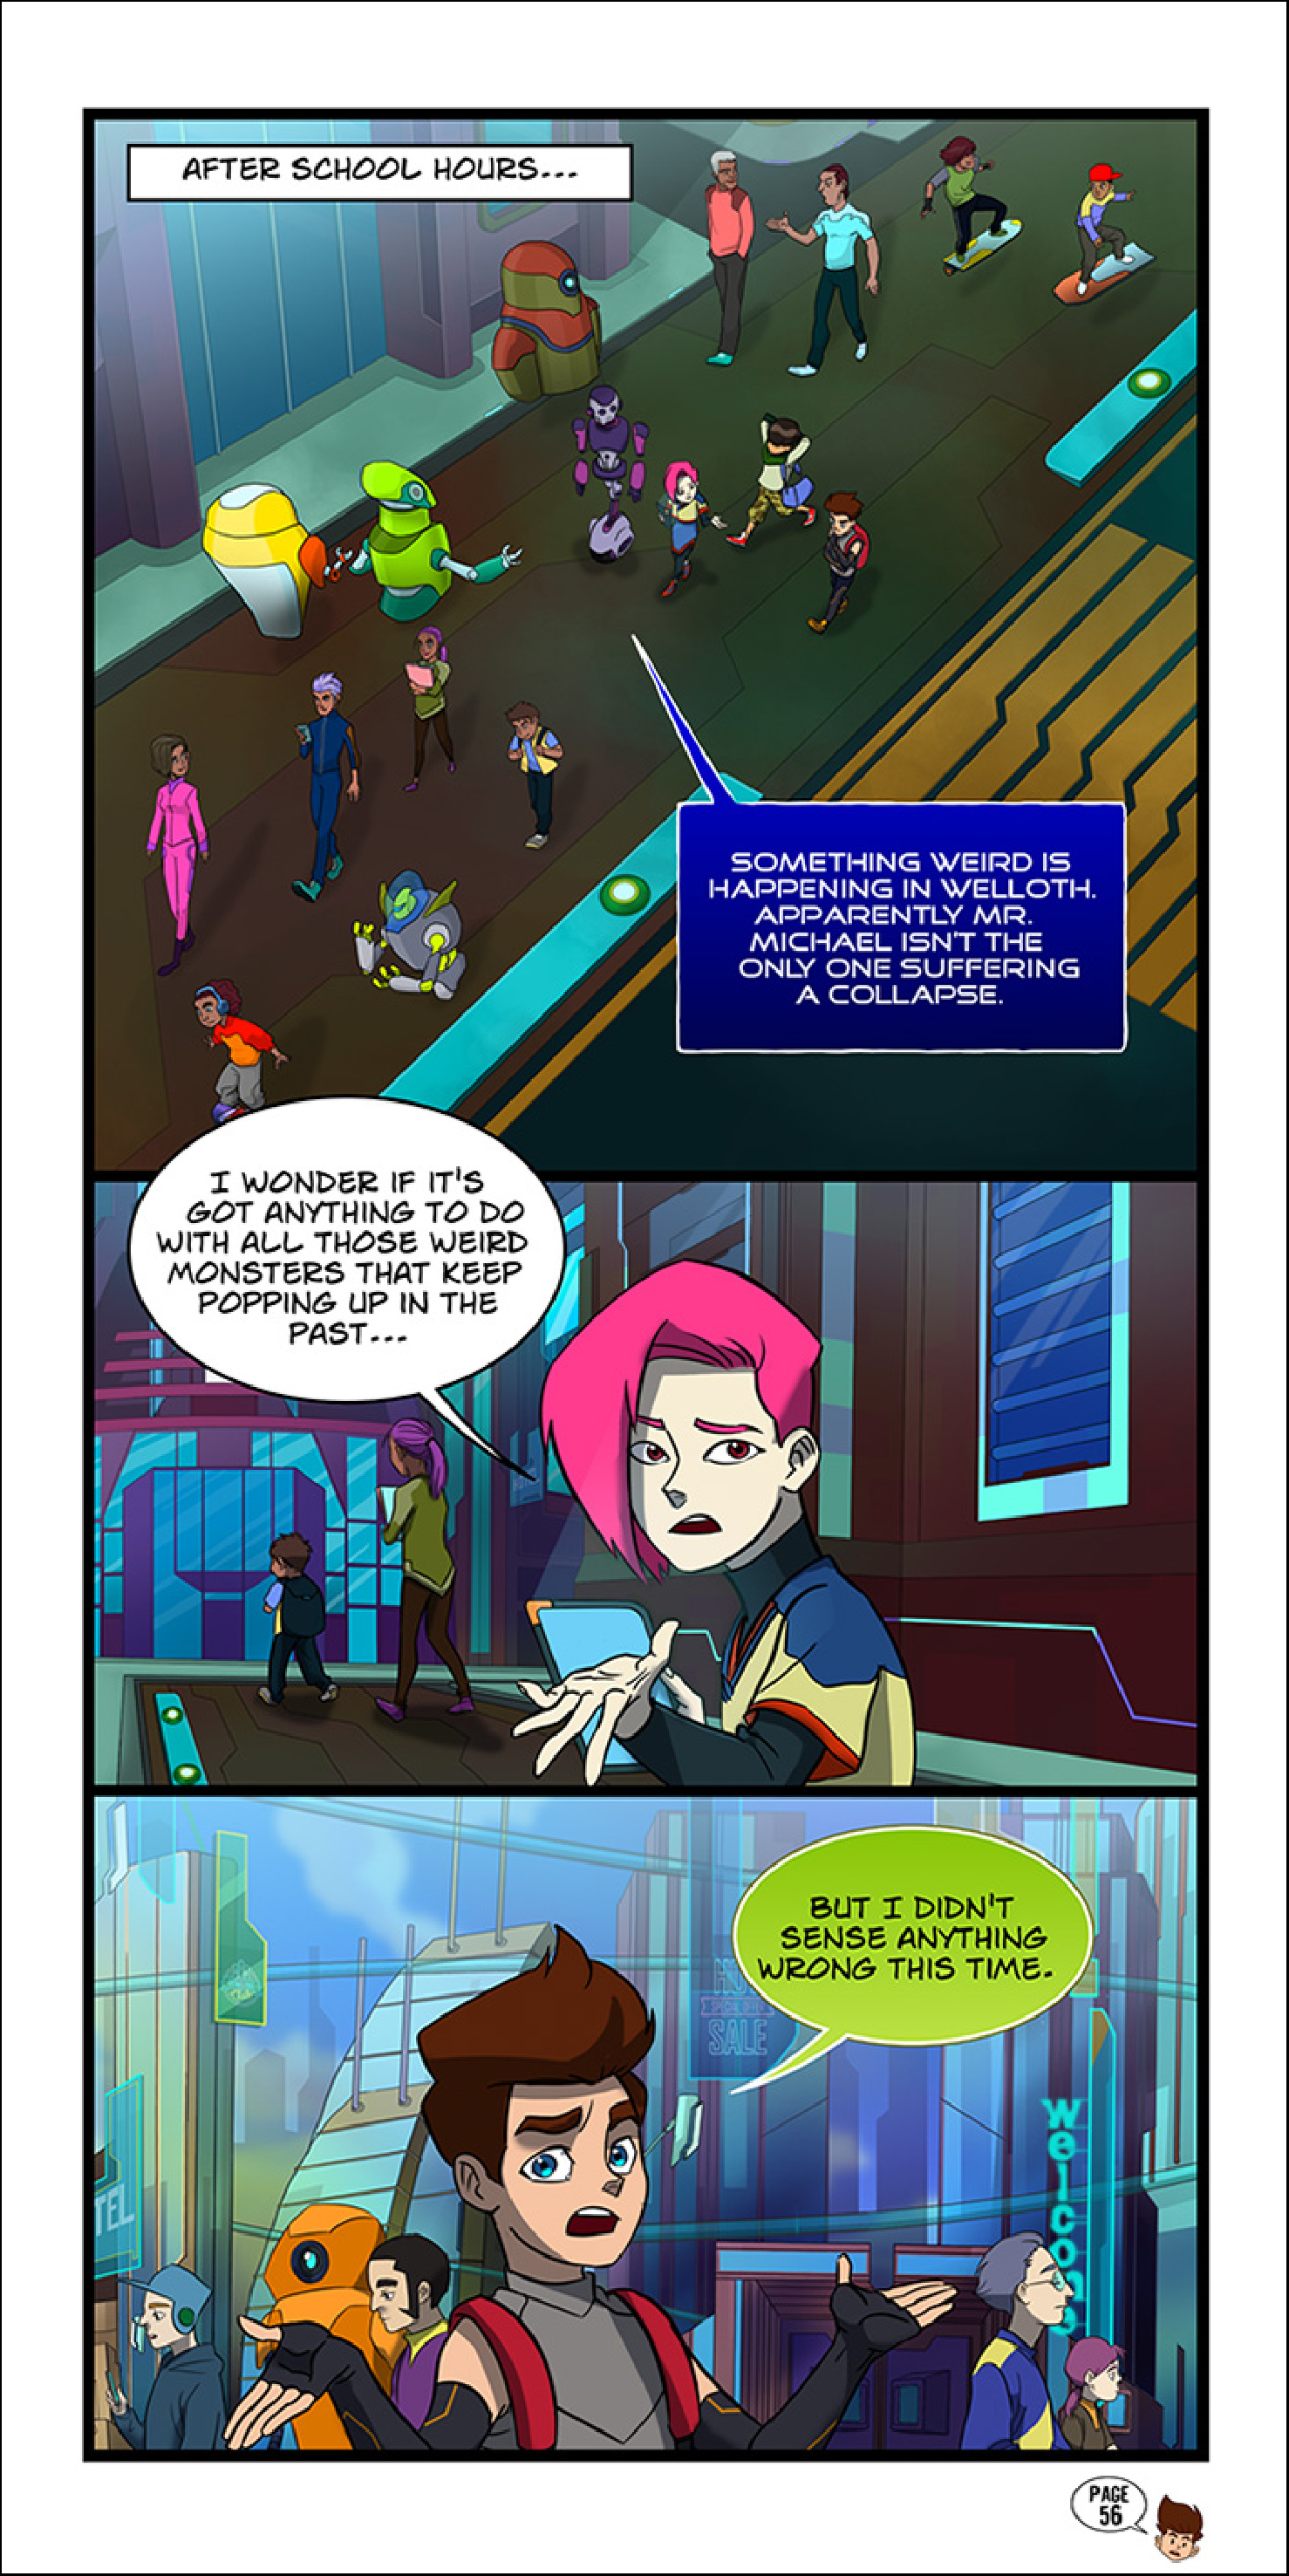 AFTER SCHOOL HOURS...
SOMETHING WEIRD IS
HAPPENING IN WELLOTH.
APPARENTLY MR.
MICHAEL ISN'T THE
ONLY ONE SUFFERING
A COLLAPSE.
I WONDER IF IT'S
GOT ANYTHING TO DO
WITH ALL THOSE WEIRD
MONSTERS THAT KEEP
POPPING UP IN THE
PAST...
BUT I DIDN'T
SENSE ANYTHING
WRONG THIS TIME.
SALE
welcome
TEL
PAGE
56